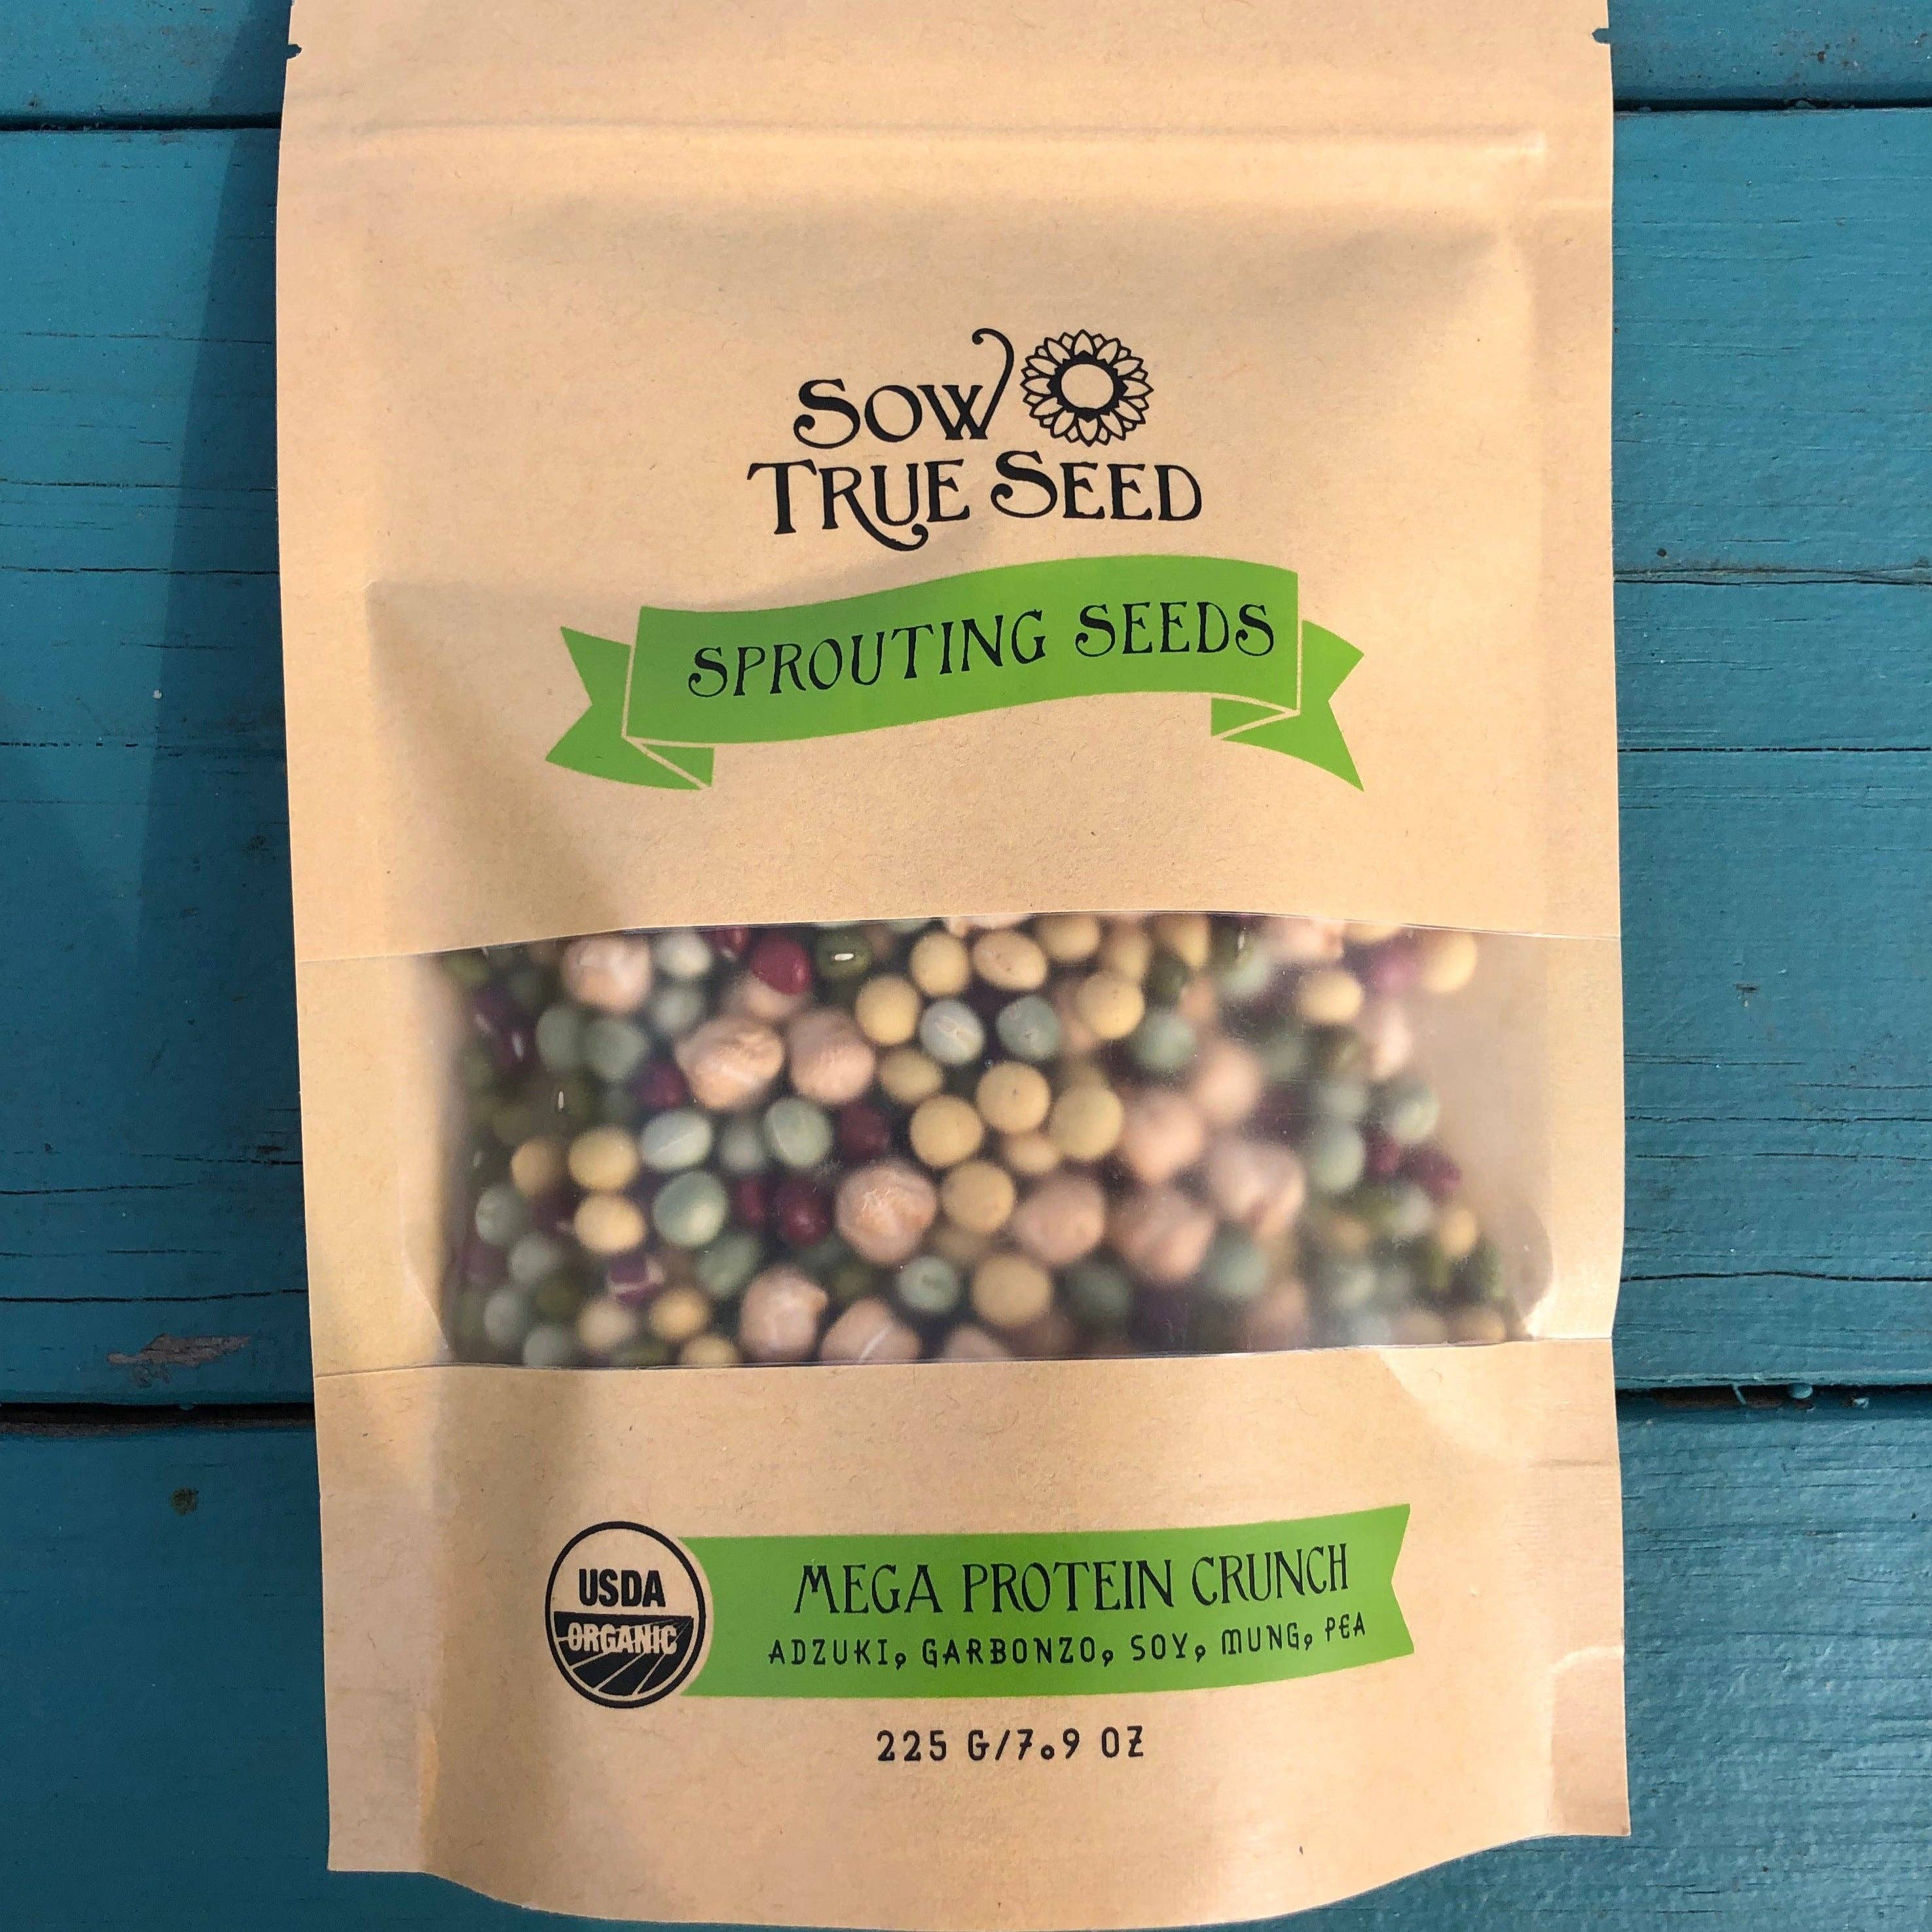 SOW
TRUE SEED
SPROUTING SEEDS
USDA
ORGANIC
MEGA PROTEIN CRUNCH
ADZUKI, GARBONZO, SOY, MUNG, PEA
225 G/7.9 OZ